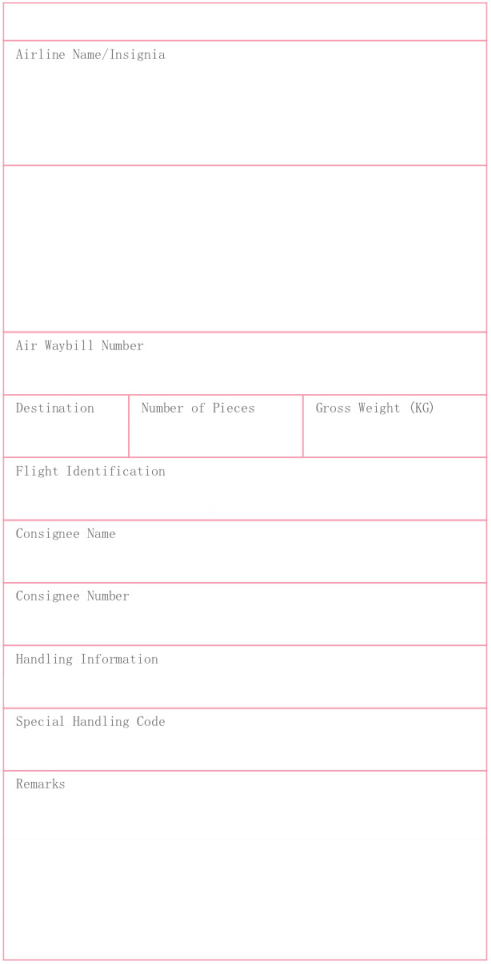 Airline Name/Insignia
Air Waybill Number
Destination
Number of Pieces
Gross Weight (KG)
Flight Identification
Consignee Name
Consignee Number
Handling Information
Special Handling Code
Remarks